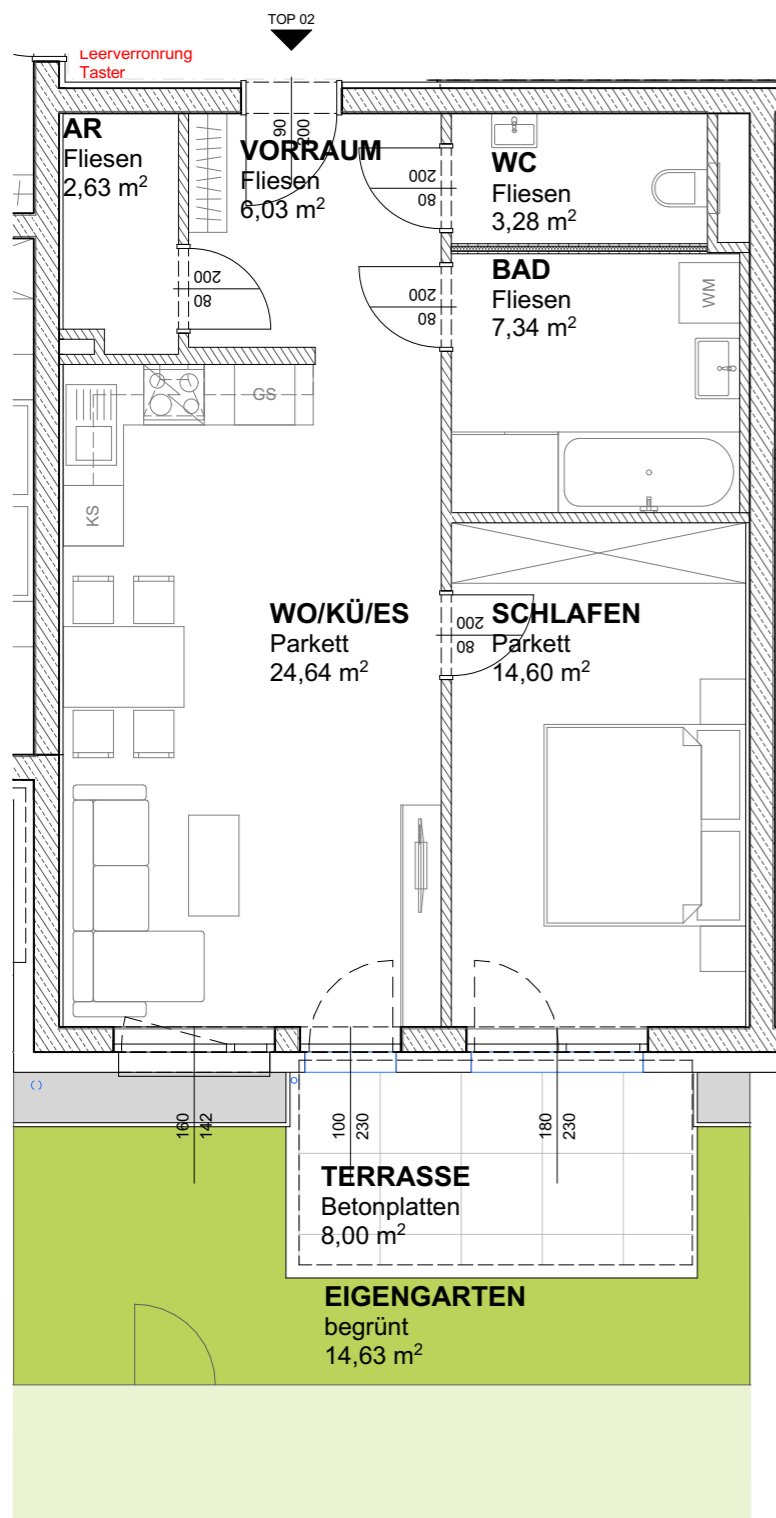 TOP 02
Leerverrohrung
Taster
AR
Fliesen
2,63 m²
90
200
VORRAUM
Fliesen
6,03 m²
200
80
WC
Fliesen
3,28 m²
200
80
200
80
BAD
Fliesen
7,34 m²
WM
GS
KS
WO/KÜ/ES
Parkett
24,64 m²
200
80
SCHLAFEN
Parkett
14,60 m²
160
142
100
230
180
230
TERRASSE
Betonplatten
8,00 m²
EIGENGARTEN
begrünt
14,63 m²